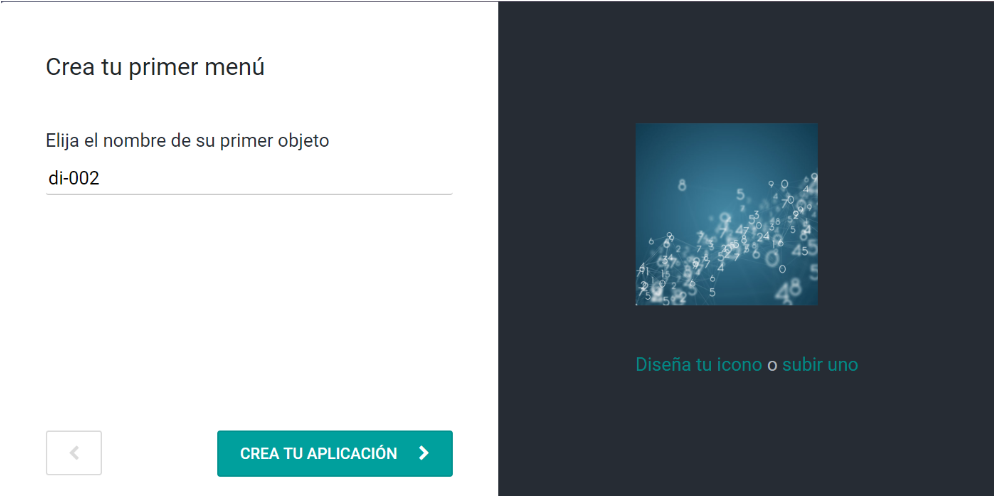 Crea tu primer menú
Elija el nombre de su primer objeto
di-002
CREA TU APLICACIÓN
Diseña tu icono o subir uno